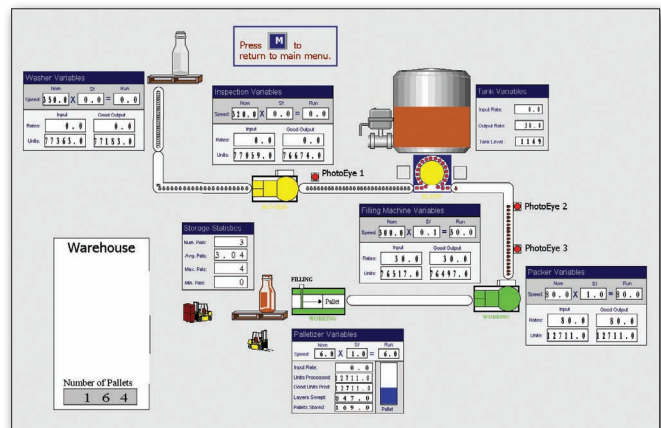 Press M to
return to main menu.
Washer Variables
Nom Sf Run
Speed: 350.0 X 0.0 = 0.0
Input Good Output
Rates: 0.0 0.0
Units: 77363.0 77183.0
Inspection Variables
Nom Sf Run
Speed: 320.0 X 0.0 = 0.0
Input Good Output
Rates: 0.0 0.0
Units: 77059.0 76674.0
Tank Variables
Input Rate: 0.0
Output Rate: 30.0
Tank Level: 1149
PhotoEye 1
PhotoEye 2
PhotoEye 3
Filling Machine Variables
Nom Sf Run
Speed: 300.0 X 0.1 = 30.0
Input Good Output
Rates: 30.0 30.0
Units: 76517.0 76497.0
Storage Statistics
Num. Pals: 3
Avg. Pals: 3.04
Max. Pals: 4
Min. Pals: 0
Warehouse
Number of Pallets
164
FILLING
Pallet
WORKING
WORKING
Packer Variables
Nom Sf Run
Speed: 80.0 X 1.0 = 80.0
Input Good Output
Rates: 80.0 80.0
Units: 12711.0 12711.0
Palletizer Variables
Nom Sf Run
Speed: 6.0 X 1.0 = 6.0
Input Rate: 0.0
Units Processed: 12711.0
Good Units Prod: 12711.0
Layers Swept: 847.0
Pallets Stored: 169.0
Pallet